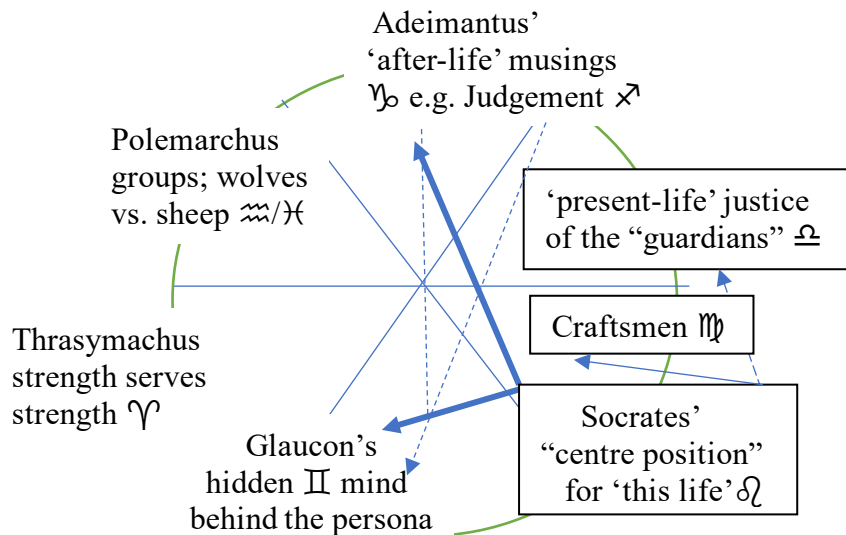 Adeimantus’
‘after-life’ musings
♑ e.g. Judgement ♐
Polemarchus
groups; wolves
vs. sheep ♒/♓
‘present-life’ justice
of the “guardians” ♎
Craftsmen ♍
Thrasymachus
strength serves
strength ♈
Socrates’
“centre position”
for ‘this life’♌
Glaucon’s
hidden ♊ mind
behind the persona